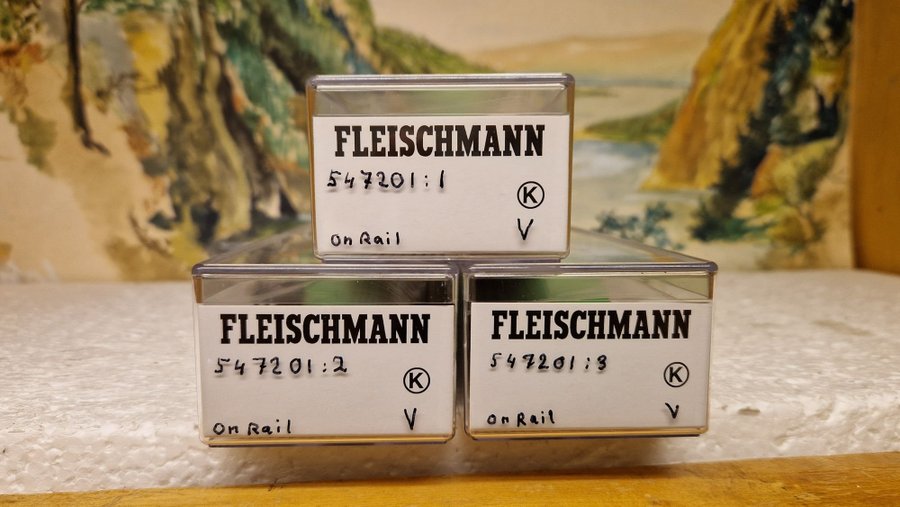 FLEISCHMANN
547201:1
K
On Rail
V
FLEISCHMANN
547201:2
K
On Rail
V
FLEISCHMANN
547201:3
K
On Rail
V